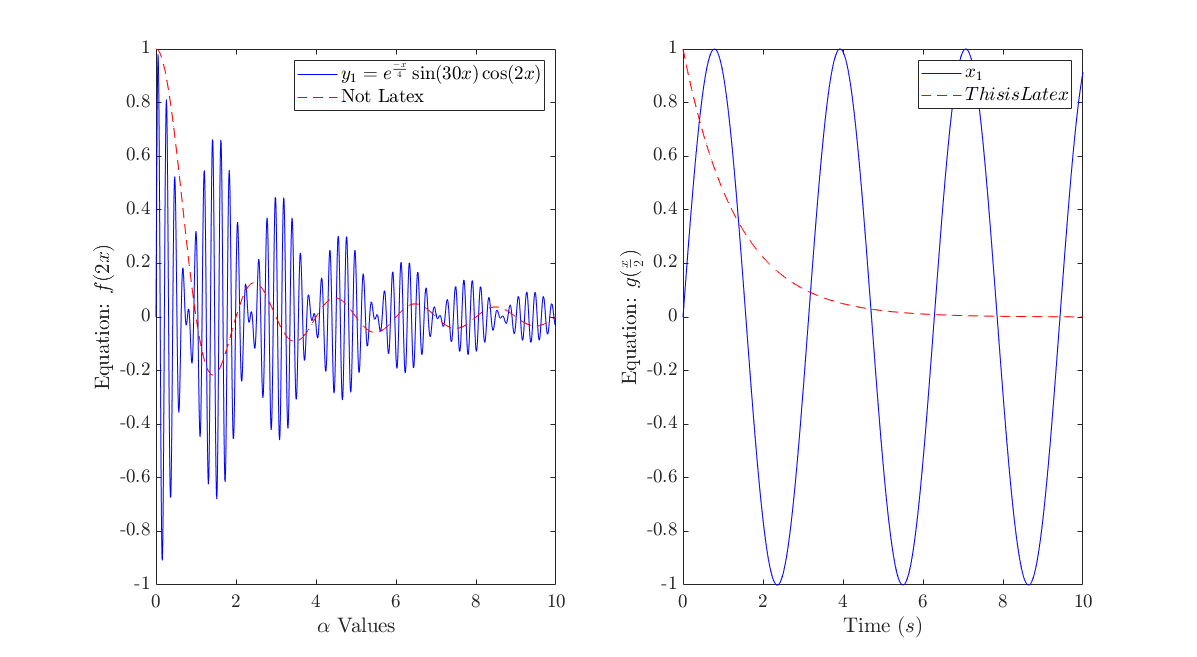 1
0.8
0.6
0.4
0.2
0
-0.2
-0.4
-0.6
-0.8
-1
Equation: f(2x)
y₁ = e^{\frac{-x}{4}} sin(30x) cos(2x)
Not Latex
0 2 4 6 8 10
α Values
1
0.8
0.6
0.4
0.2
0
-0.2
-0.4
-0.6
-0.8
-1
Equation: g(\frac{x}{2})
x₁
ThisisLatex
0 2 4 6 8 10
Time (s)